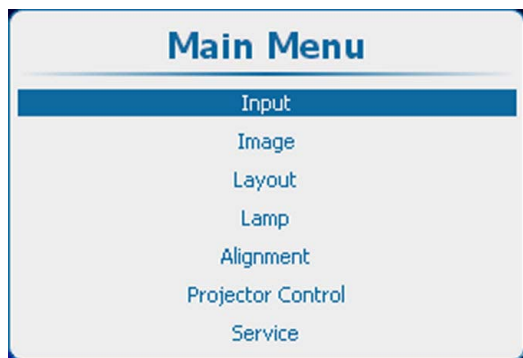 Main Menu
Input
Image
Layout
Lamp
Alignment
Projector Control
Service